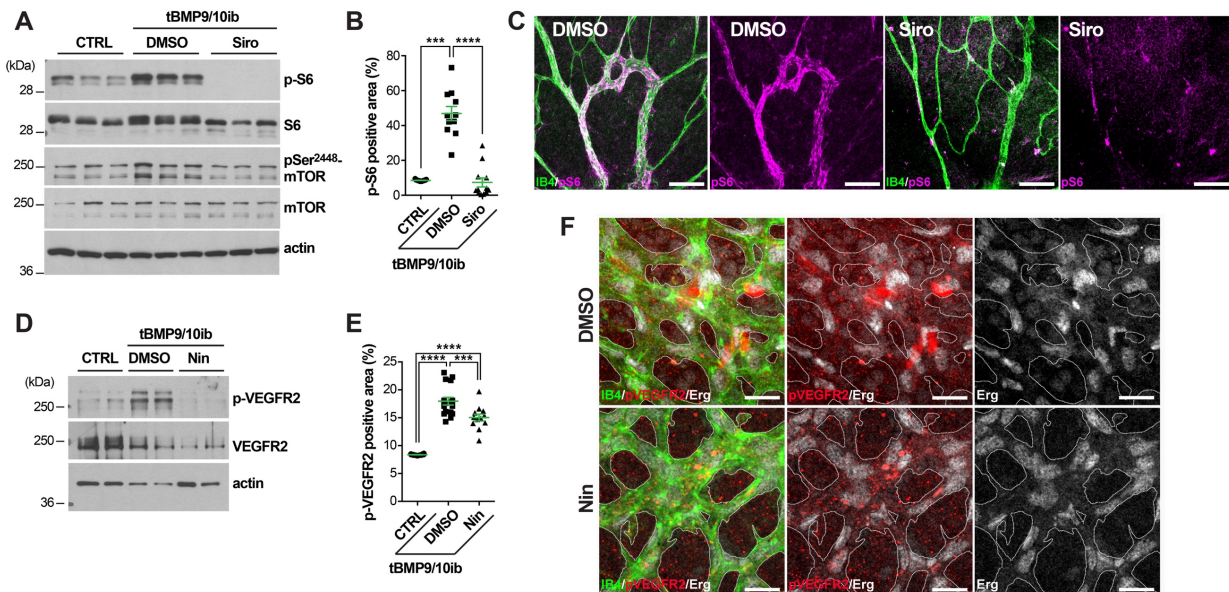 A
tBMP9/10ib
CTRL DMSO Siro
(kDa)
p-S6
28
S6
28
pSer2448-
mTOR
250
mTOR
250
actin
36
B
*** ****
p-S6 positive area (%)
100
80
60
40
20
0
CTRL DMSO Siro
tBMP9/10ib
C
DMSO DMSO Siro Siro
IB4/pS6 pS6 IB4/pS6 pS6
D
tBMP9/10ib
CTRL DMSO Nin
(kDa)
p-VEGFR2
250
VEGFR2
250
actin
36
E
****
**** ***
p-VEGFR2 positive area (%)
25
20
15
10
5
0
CTRL DMSO Nin
tBMP9/10ib
F
DMSO
IB4/pVEGFR2/Erg pVEGFR2/Erg Erg
Nin
IB4/pVEGFR2/Erg pVEGFR2/Erg Erg